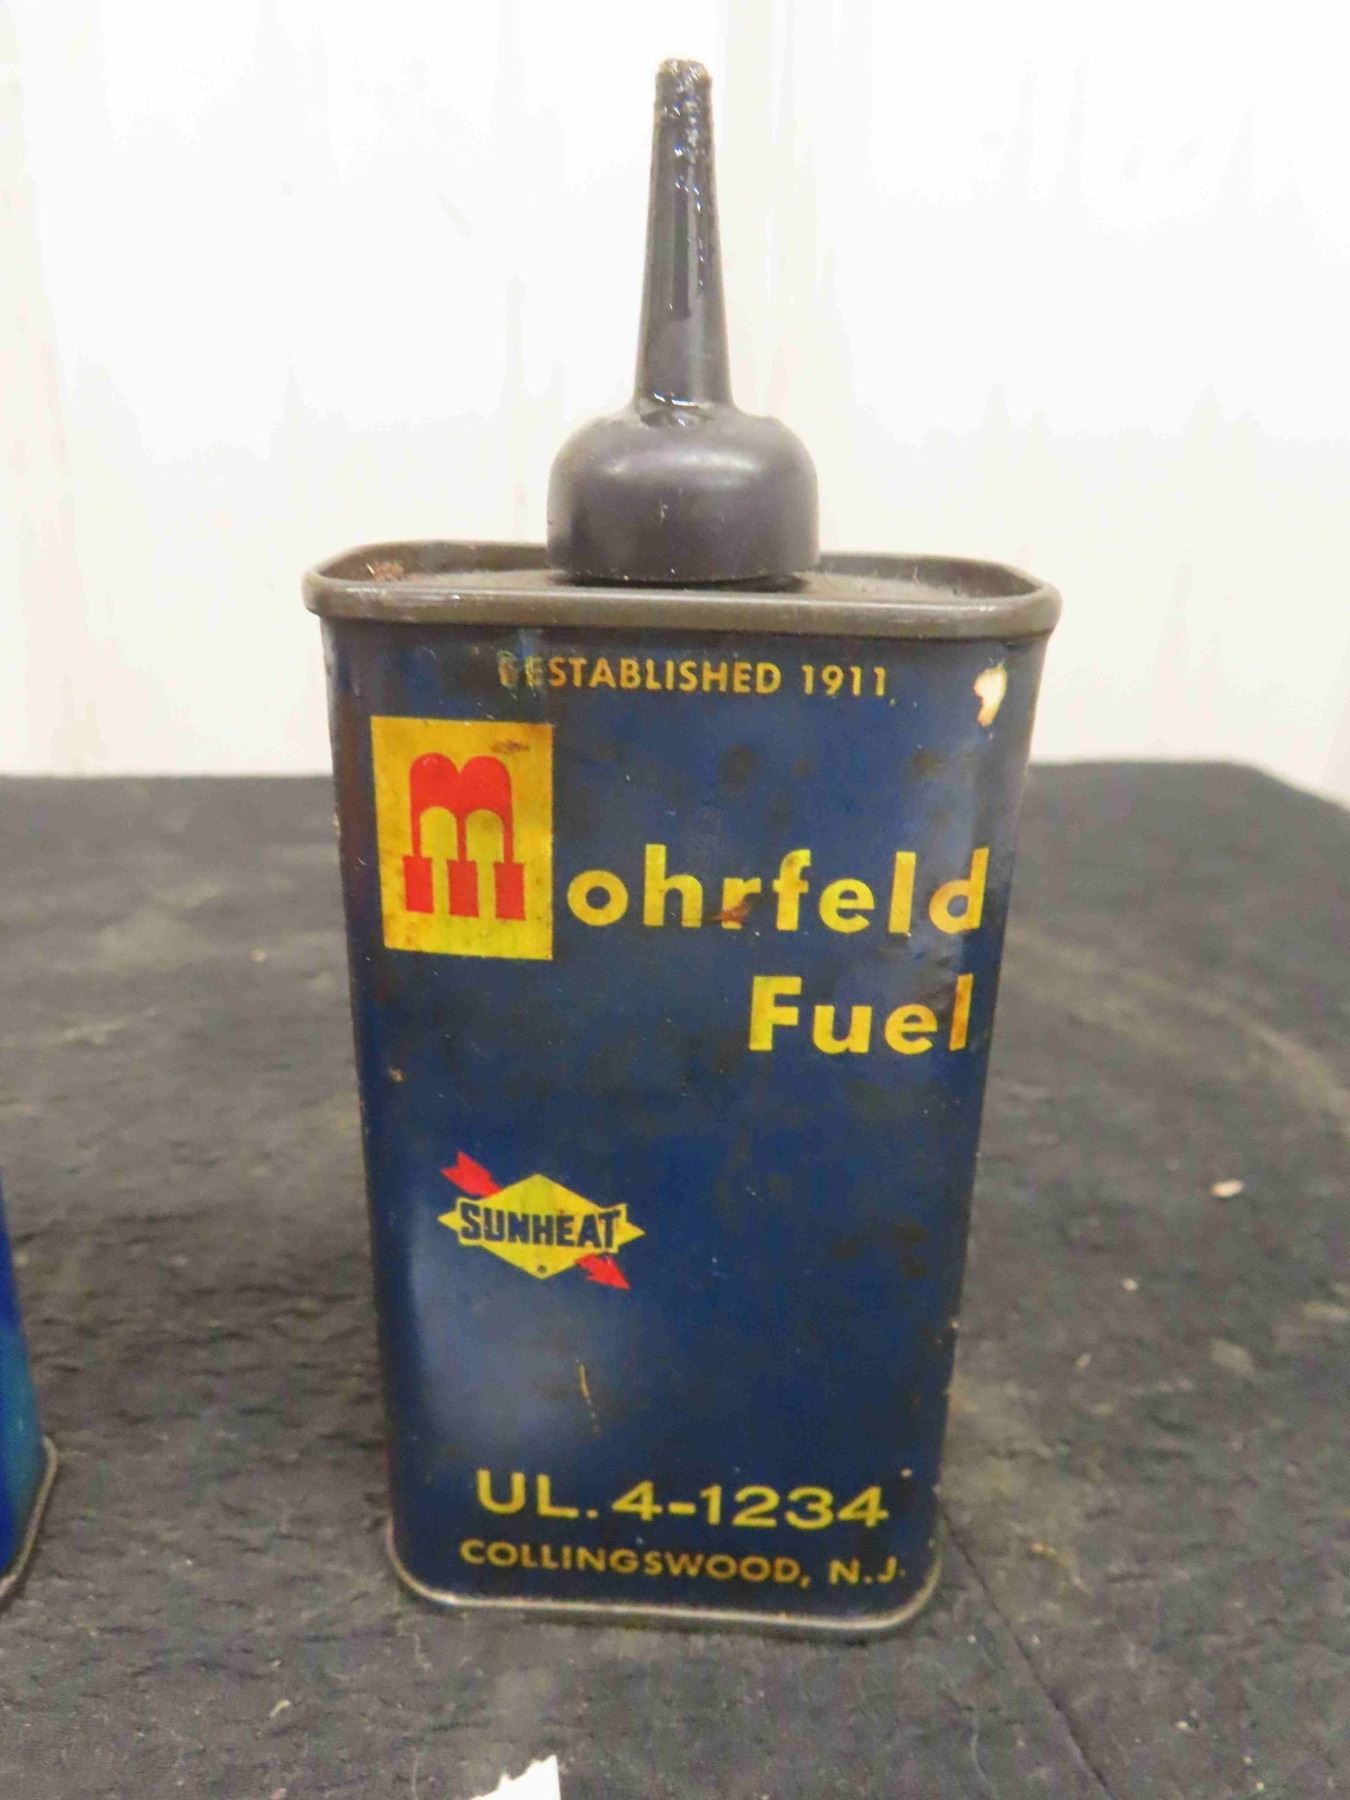 ESTABLISHED 1911
Mohrfeld
Fuel
SUNHEAT
UL. 4-1234
COLLINGSWOOD, N.J.